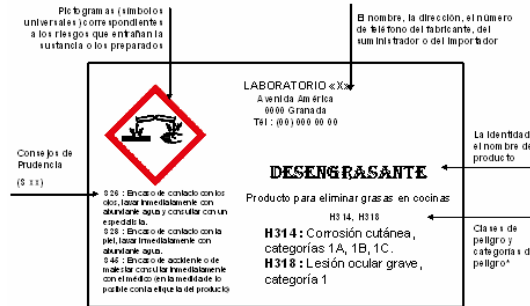 Pictogramas (símbolos
universales) correspondientes
a los riesgos que entrañan la
sustancia o los preparados
El nombre, la dirección, el número
de teléfono del fabricante, del
suministrador o del importador
LABORATORIO «X»
Avenida América
0000 Granada
Tél : (00) 000 00 00
Consejos de
Prudencia
(S xx)
La identidad
el nombre de
producto
DESENGRASANTE
Producto para eliminar grasas en cocinas
H314, H318
S26 : En caso de contacto con los
ojos, lavar inmediatamente con
abundante agua y consultar con un
especialista.
S28 : En caso de contacto con la
piel, lavar inmediatamente con
abundante agua.
S45 : En caso de accidente o de
malestar consultar inmediatamente
con el médico (en la medida de lo
posible con la etiqueta del producto)
H314 : Corrosión cutánea,
categorías 1A, 1B, 1C.
H318 : Lesión ocular grave,
categoría 1
Clases de
peligro y
categorías d
peligro*